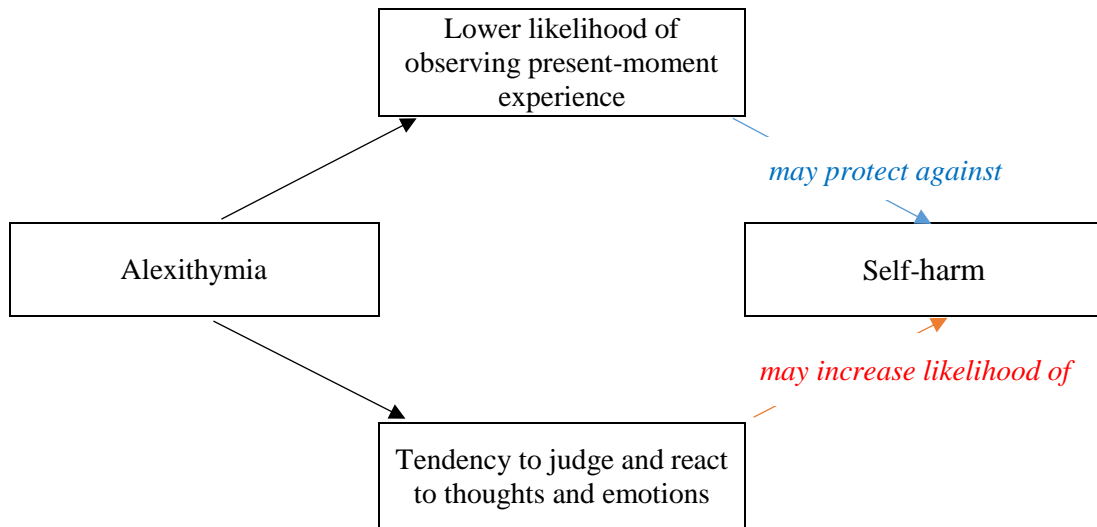 Lower likelihood of
observing present-moment
experience
may protect against
Alexithymia
Self-harm
may increase likelihood of
Tendency to judge and react
to thoughts and emotions